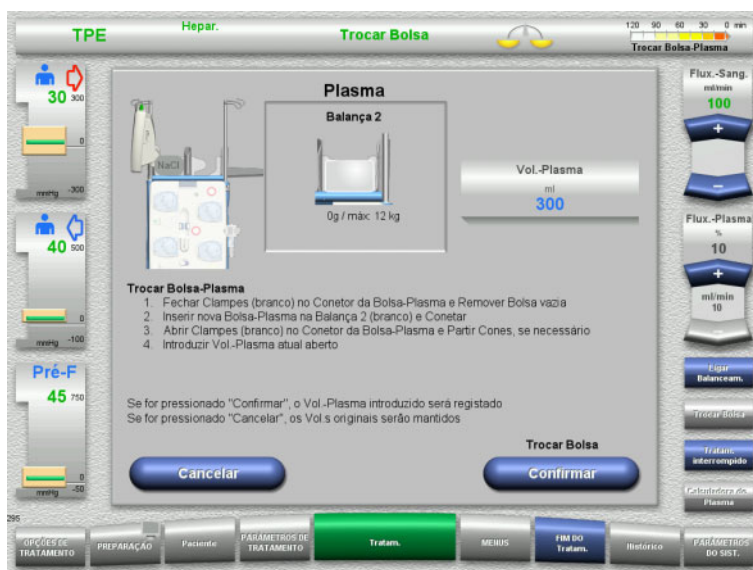 TPE
Hepar.
Trocar Bolsa
120 90 60 30 0 min
Trocar Bolsa-Plasma
30 300
0
mmHg -300
40 500
0
mmHg -100
Pré-F
45 750
0
mmHg -50
Plasma
Balança 2
NaCl
0g / máx: 12 kg
Vol.-Plasma
ml
300
Trocar Bolsa-Plasma
1. Fechar Clampes (branco) no Conetor da Bolsa-Plasma e Remover Bolsa vazia
2. Inserir nova Bolsa-Plasma na Balança 2 (branco) e Conetar
3. Abrir Clampes (branco) no Conetor da Bolsa-Plasma e Partir Cones, se necessário
4. Introduzir Vol.-Plasma atual aberto
Se for pressionado "Confirmar", o Vol.-Plasma introduzido será registado
Se for pressionado "Cancelar", os Vol.s originais serão mantidos
Trocar Bolsa
Cancelar
Confirmar
Flux.-Sang.
ml/min
100
+
−
Flux.-Plasma
%
10
+
ml/min
10
−
Ligar
Balanceam.
Trocar Bolsa
Tratam.
interrompido
Calculadora do
Plasma
295
OPÇÕES DE
TRATAMENTO
PREPARAÇÃO
Paciente
PARÂMETROS DE
TRATAMENTO
Tratam.
MENUS
FIM DO
Tratam.
Histórico
PARÂMETROS
DO SIST.